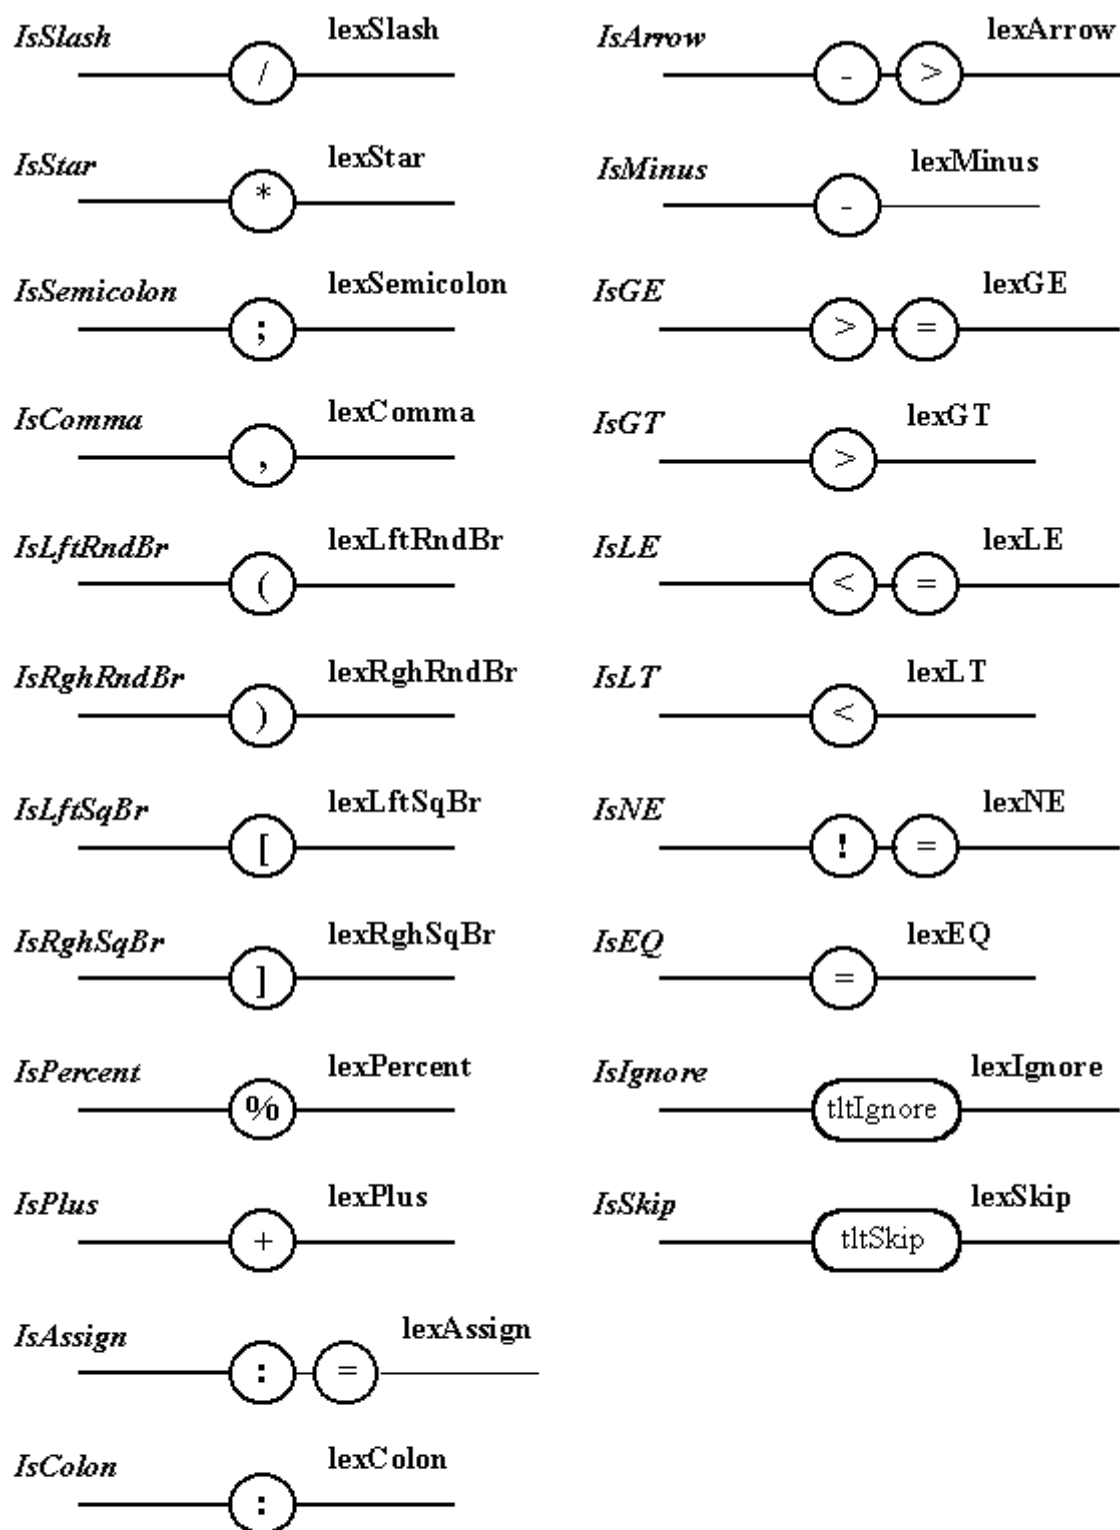 IsSlash
lexSlash
/
IsStar
lexStar
*
IsSemicolon
lexSemicolon
;
IsComma
lexComma
,
IsLftRndBr
lexLftRndBr
(
IsRghRndBr
lexRghRndBr
)
IsLftSqBr
lexLftSqBr
[
IsRghSqBr
lexRghSqBr
]
IsPercent
lexPercent
%
IsPlus
lexPlus
+
IsAssign
lexAssign
: =
IsColon
lexColon
:
IsArrow
lexArrow
- >
IsMinus
lexMinus
-
IsGE
lexGE
> =
IsGT
lexGT
>
IsLE
lexLE
< =
IsLT
lexLT
<
IsNE
lexNE
! =
IsEQ
lexEQ
=
IsIgnore
lexIgnore
tltIgnore
IsSkip
lexSkip
tltSkip